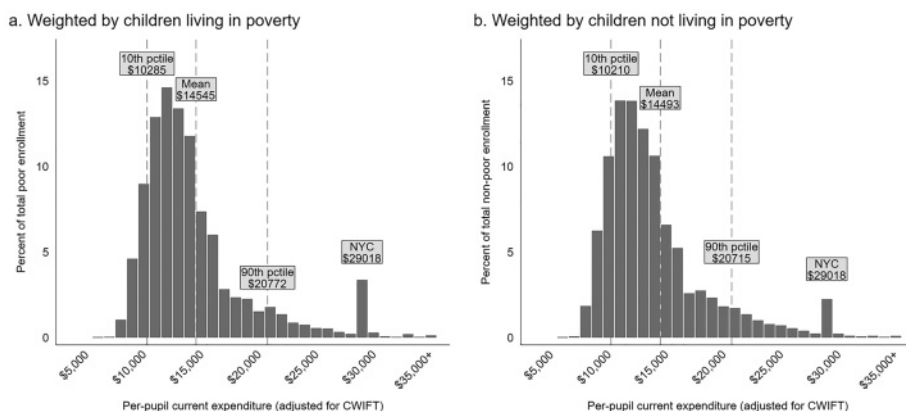 a. Weighted by children living in poverty
10th pctile
$10285
Mean
$14545
90th pctile
$20772
NYC
$29018
15
10
5
0
Percent of total poor enrollment
$5,000
$10,000
$15,000
$20,000
$25,000
$30,000
$35,000+
Per-pupil current expenditure (adjusted for CWIFT)
b. Weighted by children not living in poverty
10th pctile
$10210
Mean
$14493
90th pctile
$20715
NYC
$29018
15
10
5
0
Percent of total non-poor enrollment
$5,000
$10,000
$15,000
$20,000
$25,000
$30,000
$35,000+
Per-pupil current expenditure (adjusted for CWIFT)